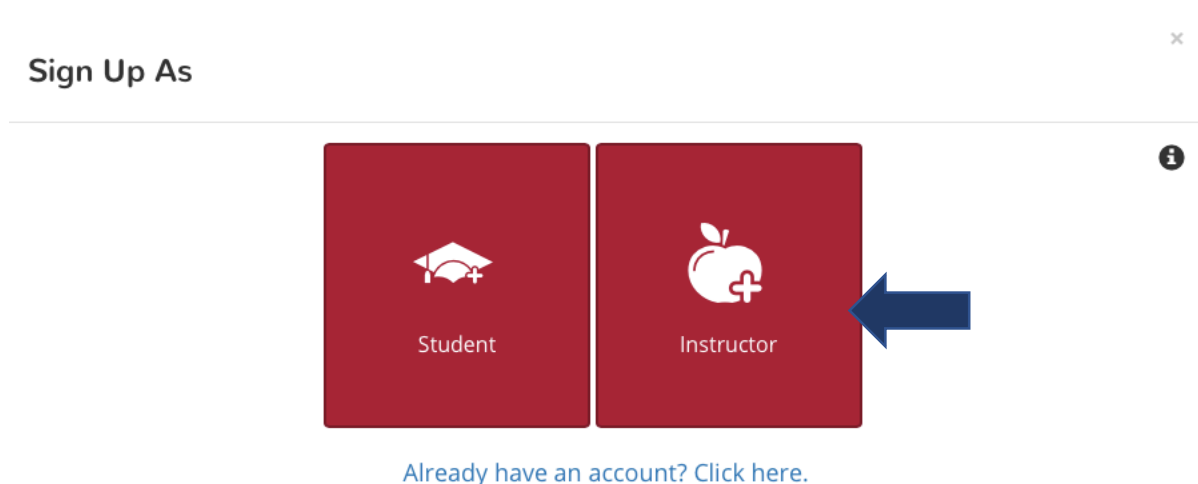 Sign Up As
Student
Instructor
Already have an account? Click here.